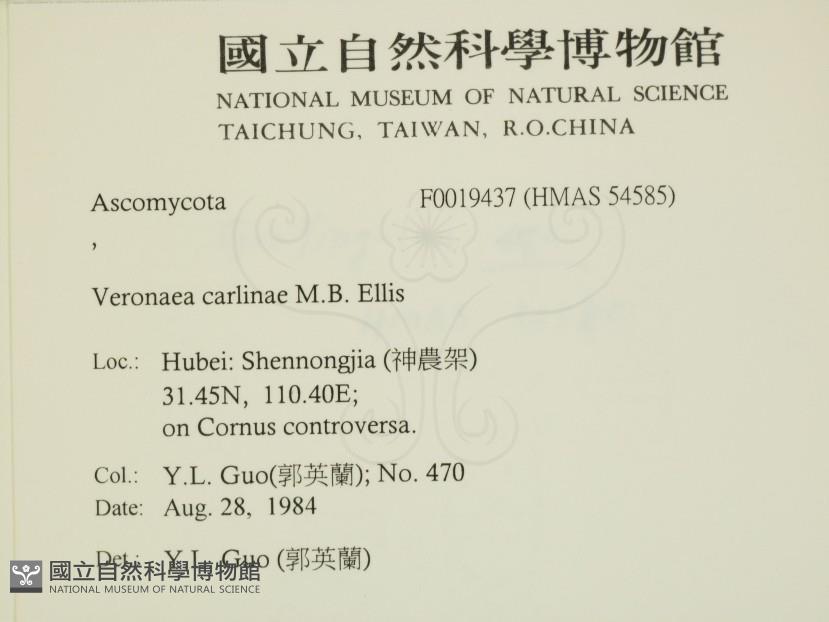 國立自然科學博物館
NATIONAL MUSEUM OF NATURAL SCIENCE
TAICHUNG, TAIWAN, R.O.CHINA
Ascomycota F0019437 (HMAS 54585)
,
Veronaea carlinae M.B. Ellis
Loc.: Hubei: Shennongjia (神農架)
31.45N, 110.40E;
on Cornus controversa.
Col.: Y.L. Guo(郭英蘭); No. 470
Date: Aug. 28, 1984
Det.: Y.L. Guo (郭英蘭)
國立自然科學博物館
NATIONAL MUSEUM OF NATURAL SCIENCE